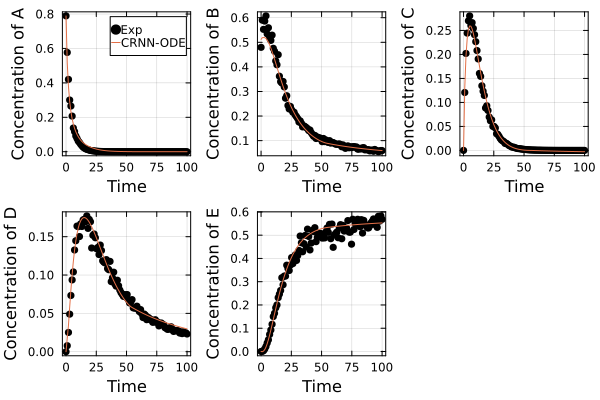 Concentration of A
0.8
0.6
0.4
0.2
0.0
0 25 50 75 100
Time
Exp
CRNN-ODE
Concentration of B
0.6
0.5
0.4
0.3
0.2
0.1
0 25 50 75 100
Time
Concentration of C
0.25
0.20
0.15
0.10
0.05
0.00
0 25 50 75 100
Time
Concentration of D
0.15
0.10
0.05
0.00
0 25 50 75 100
Time
Concentration of E
0.6
0.5
0.4
0.3
0.2
0.1
0.0
0 25 50 75 100
Time